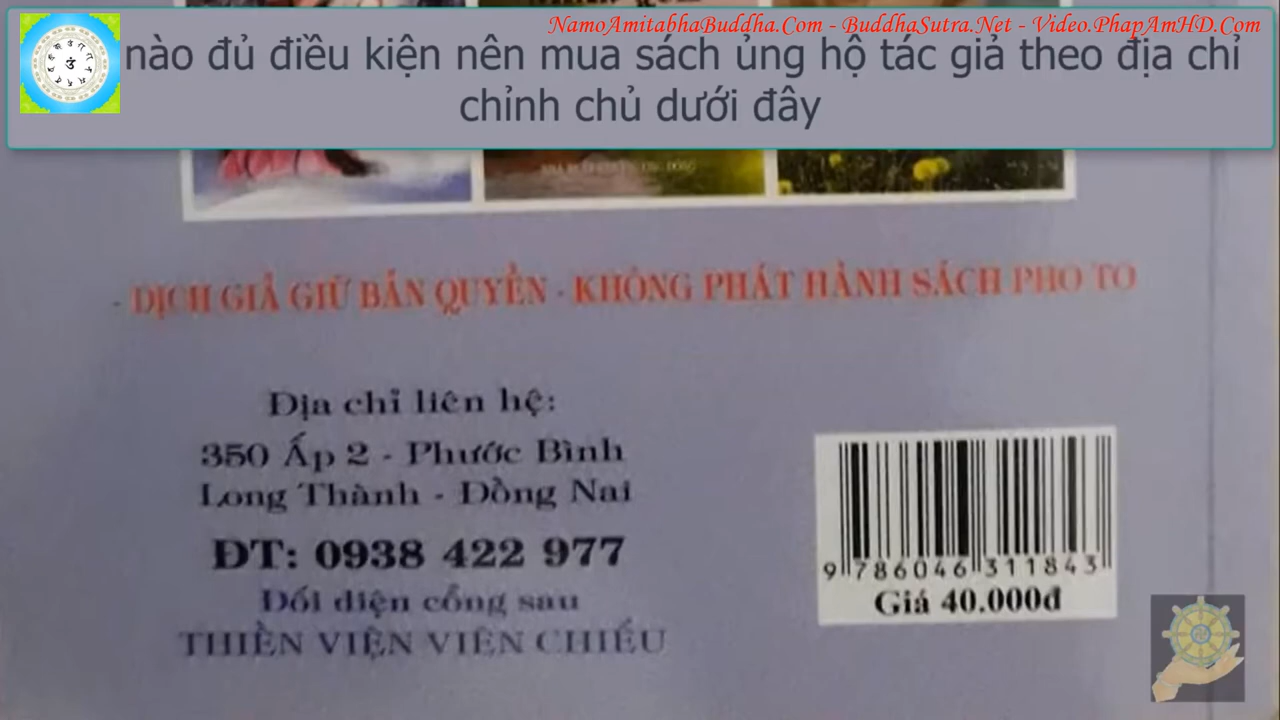 NamoAmitabhaBuddha.Com - BuddhaSutra.Net - Video.PhapAmHD.Com
nào đủ điều kiện nên mua sách ủng hộ tác giả theo địa chỉ
chỉnh chủ dưới đây
- DỊCH GIẢ GIỮ BẢN QUYỀN - KHÔNG PHÁT HÀNH SÁCH PHO TO
Địa chỉ liên hệ:
350 Ấp 2 - Phước Bình
Long Thành - Đồng Nai
ĐT: 0938 422 977
Đối diện cổng sau
THIỀN VIỆN VIÊN CHIẾU
9 786046 311843
Giá 40.000đ